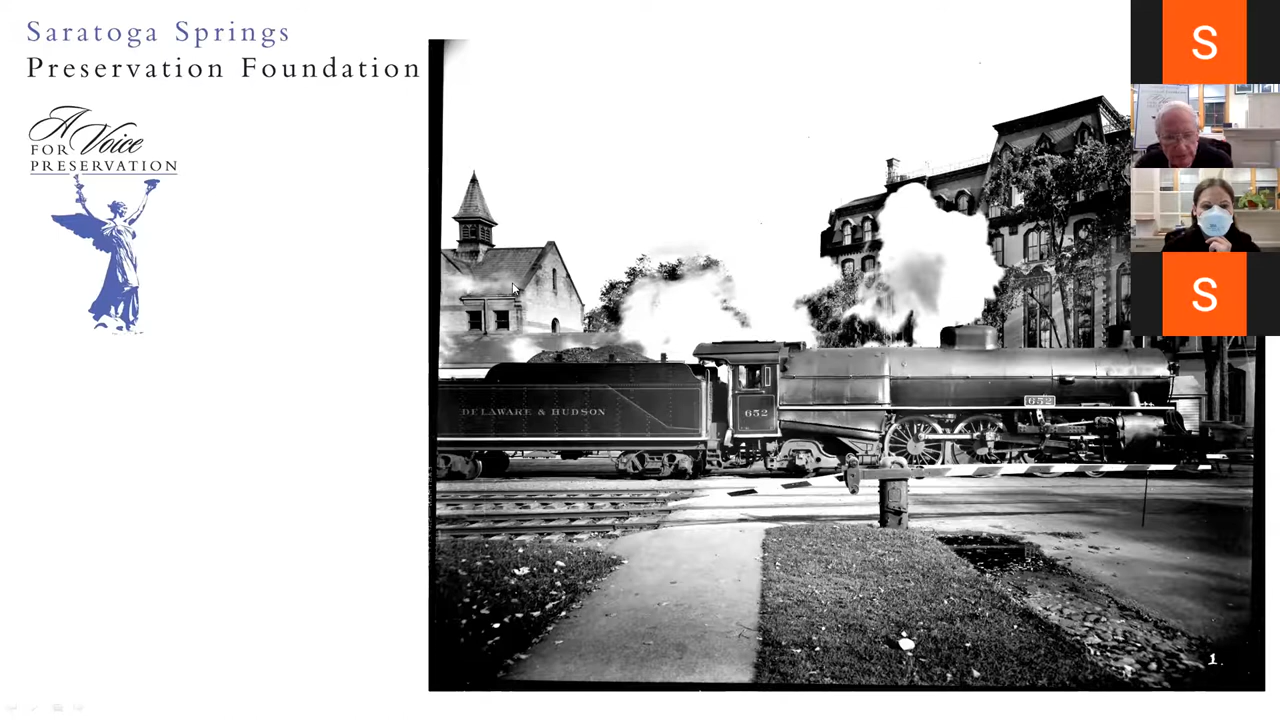 Saratoga Springs
Preservation Foundation
A Voice
FOR
PRESERVATION
DELAWARE & HUDSON
652
652
1.
S
S